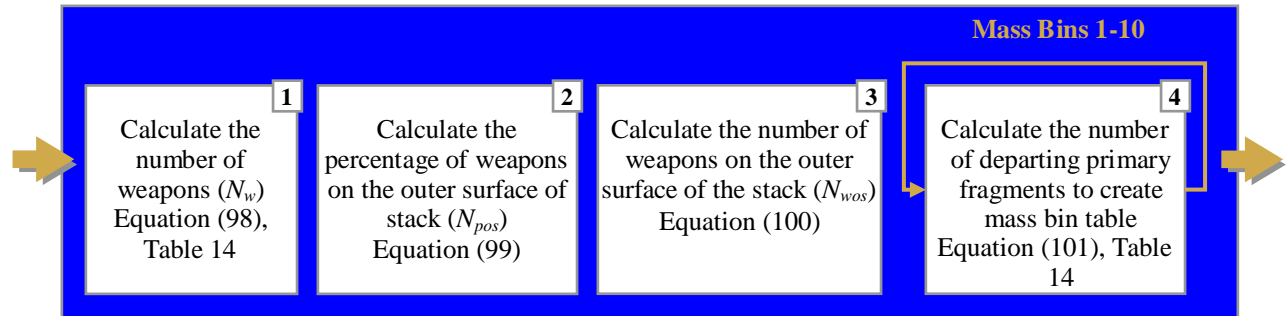 Mass Bins 1-10
1
Calculate the
number of
weapons (N_w)
Equation (98),
Table 14
2
Calculate the
percentage of weapons
on the outer surface of
stack (N_pos)
Equation (99)
3
Calculate the number of
weapons on the outer
surface of the stack (N_wos)
Equation (100)
4
Calculate the number
of departing primary
fragments to create
mass bin table
Equation (101), Table
14